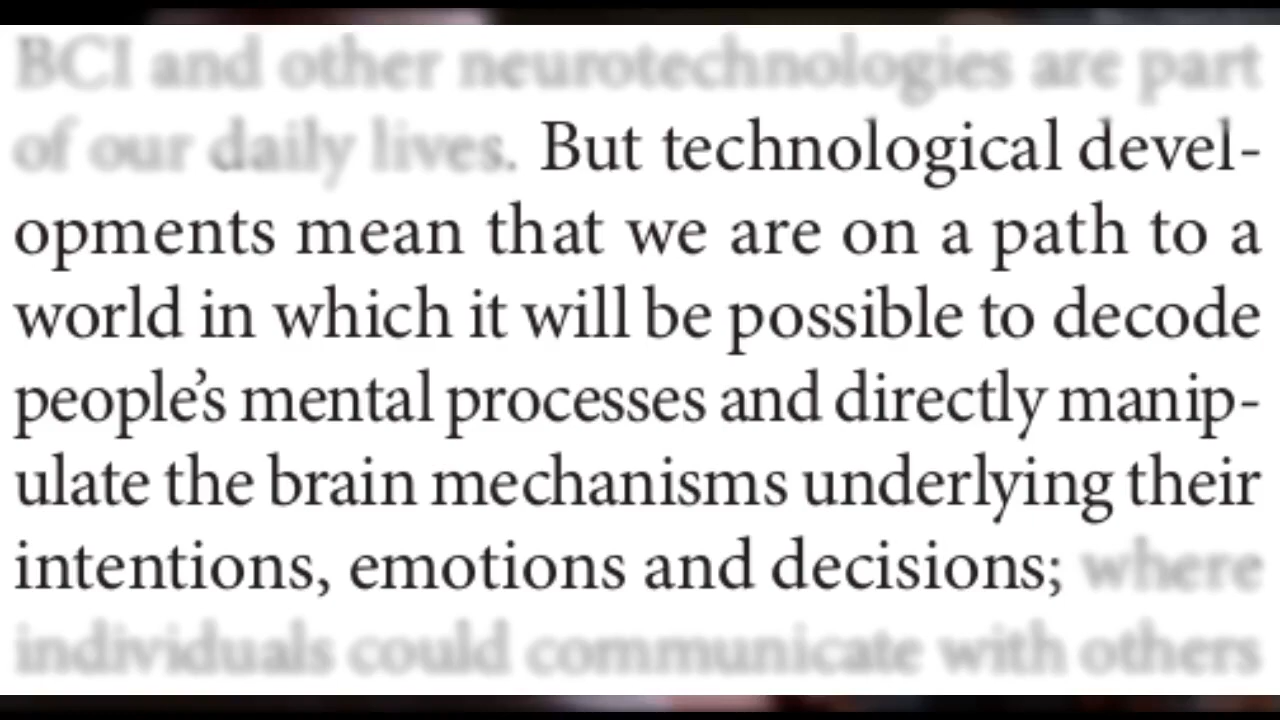 BCI and other neurotechnologies are part
of our daily lives. But technological devel-
opments mean that we are on a path to a
world in which it will be possible to decode
people’s mental processes and directly manip-
ulate the brain mechanisms underlying their
intentions, emotions and decisions; where
individuals could communicate with others